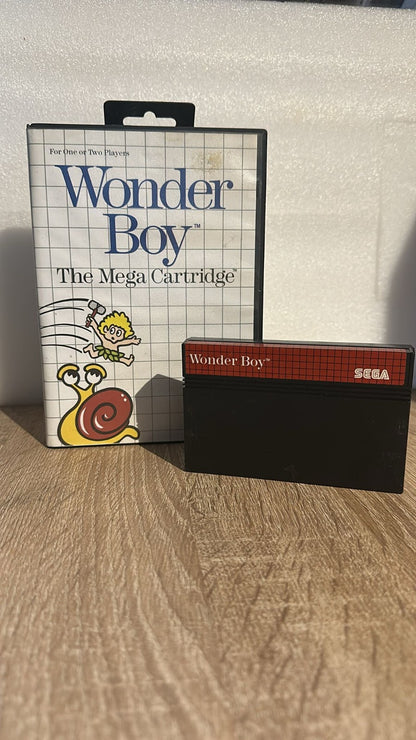 For One or Two Players
Wonder
Boy™
The Mega Cartridge™
Wonder Boy™
SEGA